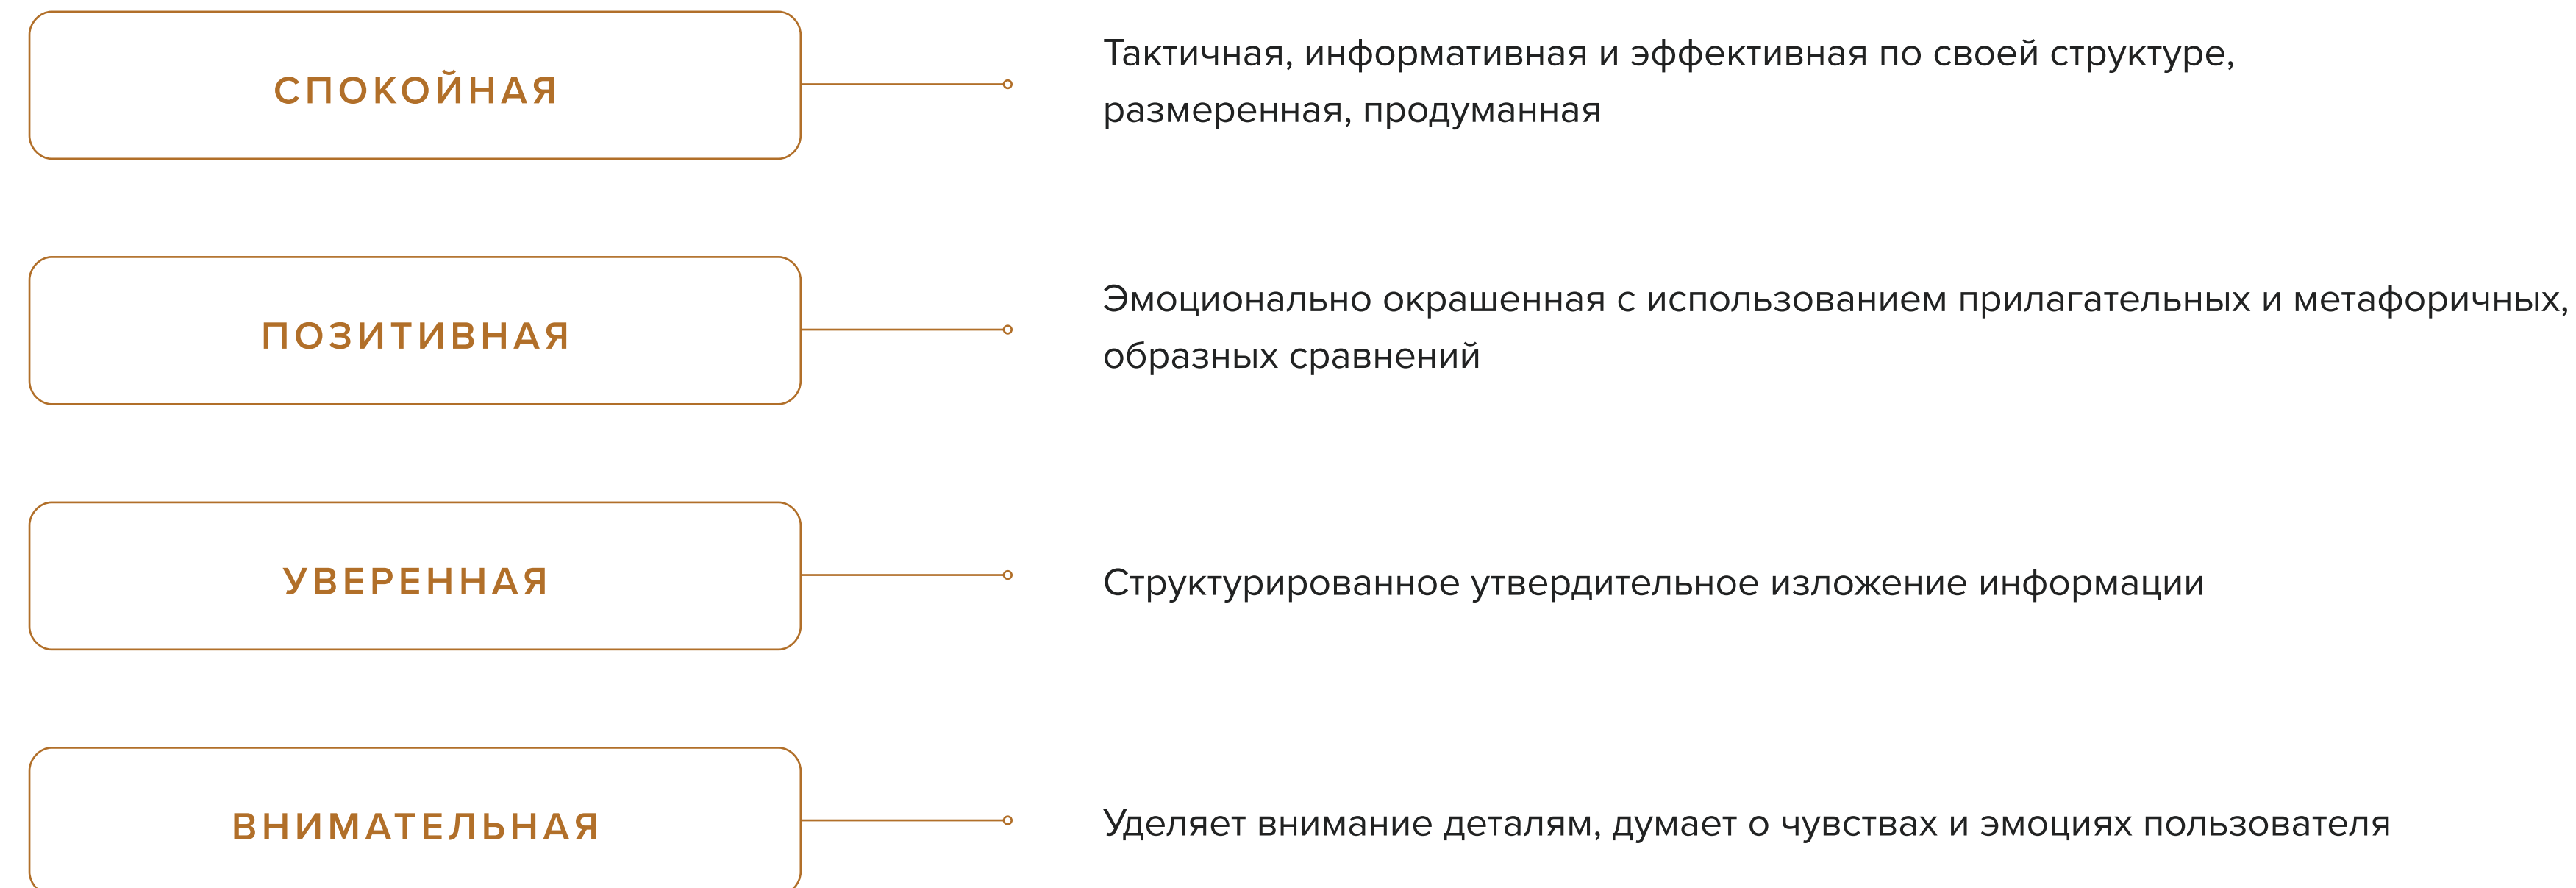 СПОКОЙНАЯ
Тактичная, информативная и эффективная по своей структуре,
размеренная, продуманная
ПОЗИТИВНАЯ
Эмоционально окрашенная с использованием прилагательных и метафоричных,
образных сравнений
УВЕРЕННАЯ
Структурированное утвердительное изложение информации
ВНИМАТЕЛЬНАЯ
Уделяет внимание деталям, думает о чувствах и эмоциях пользователя